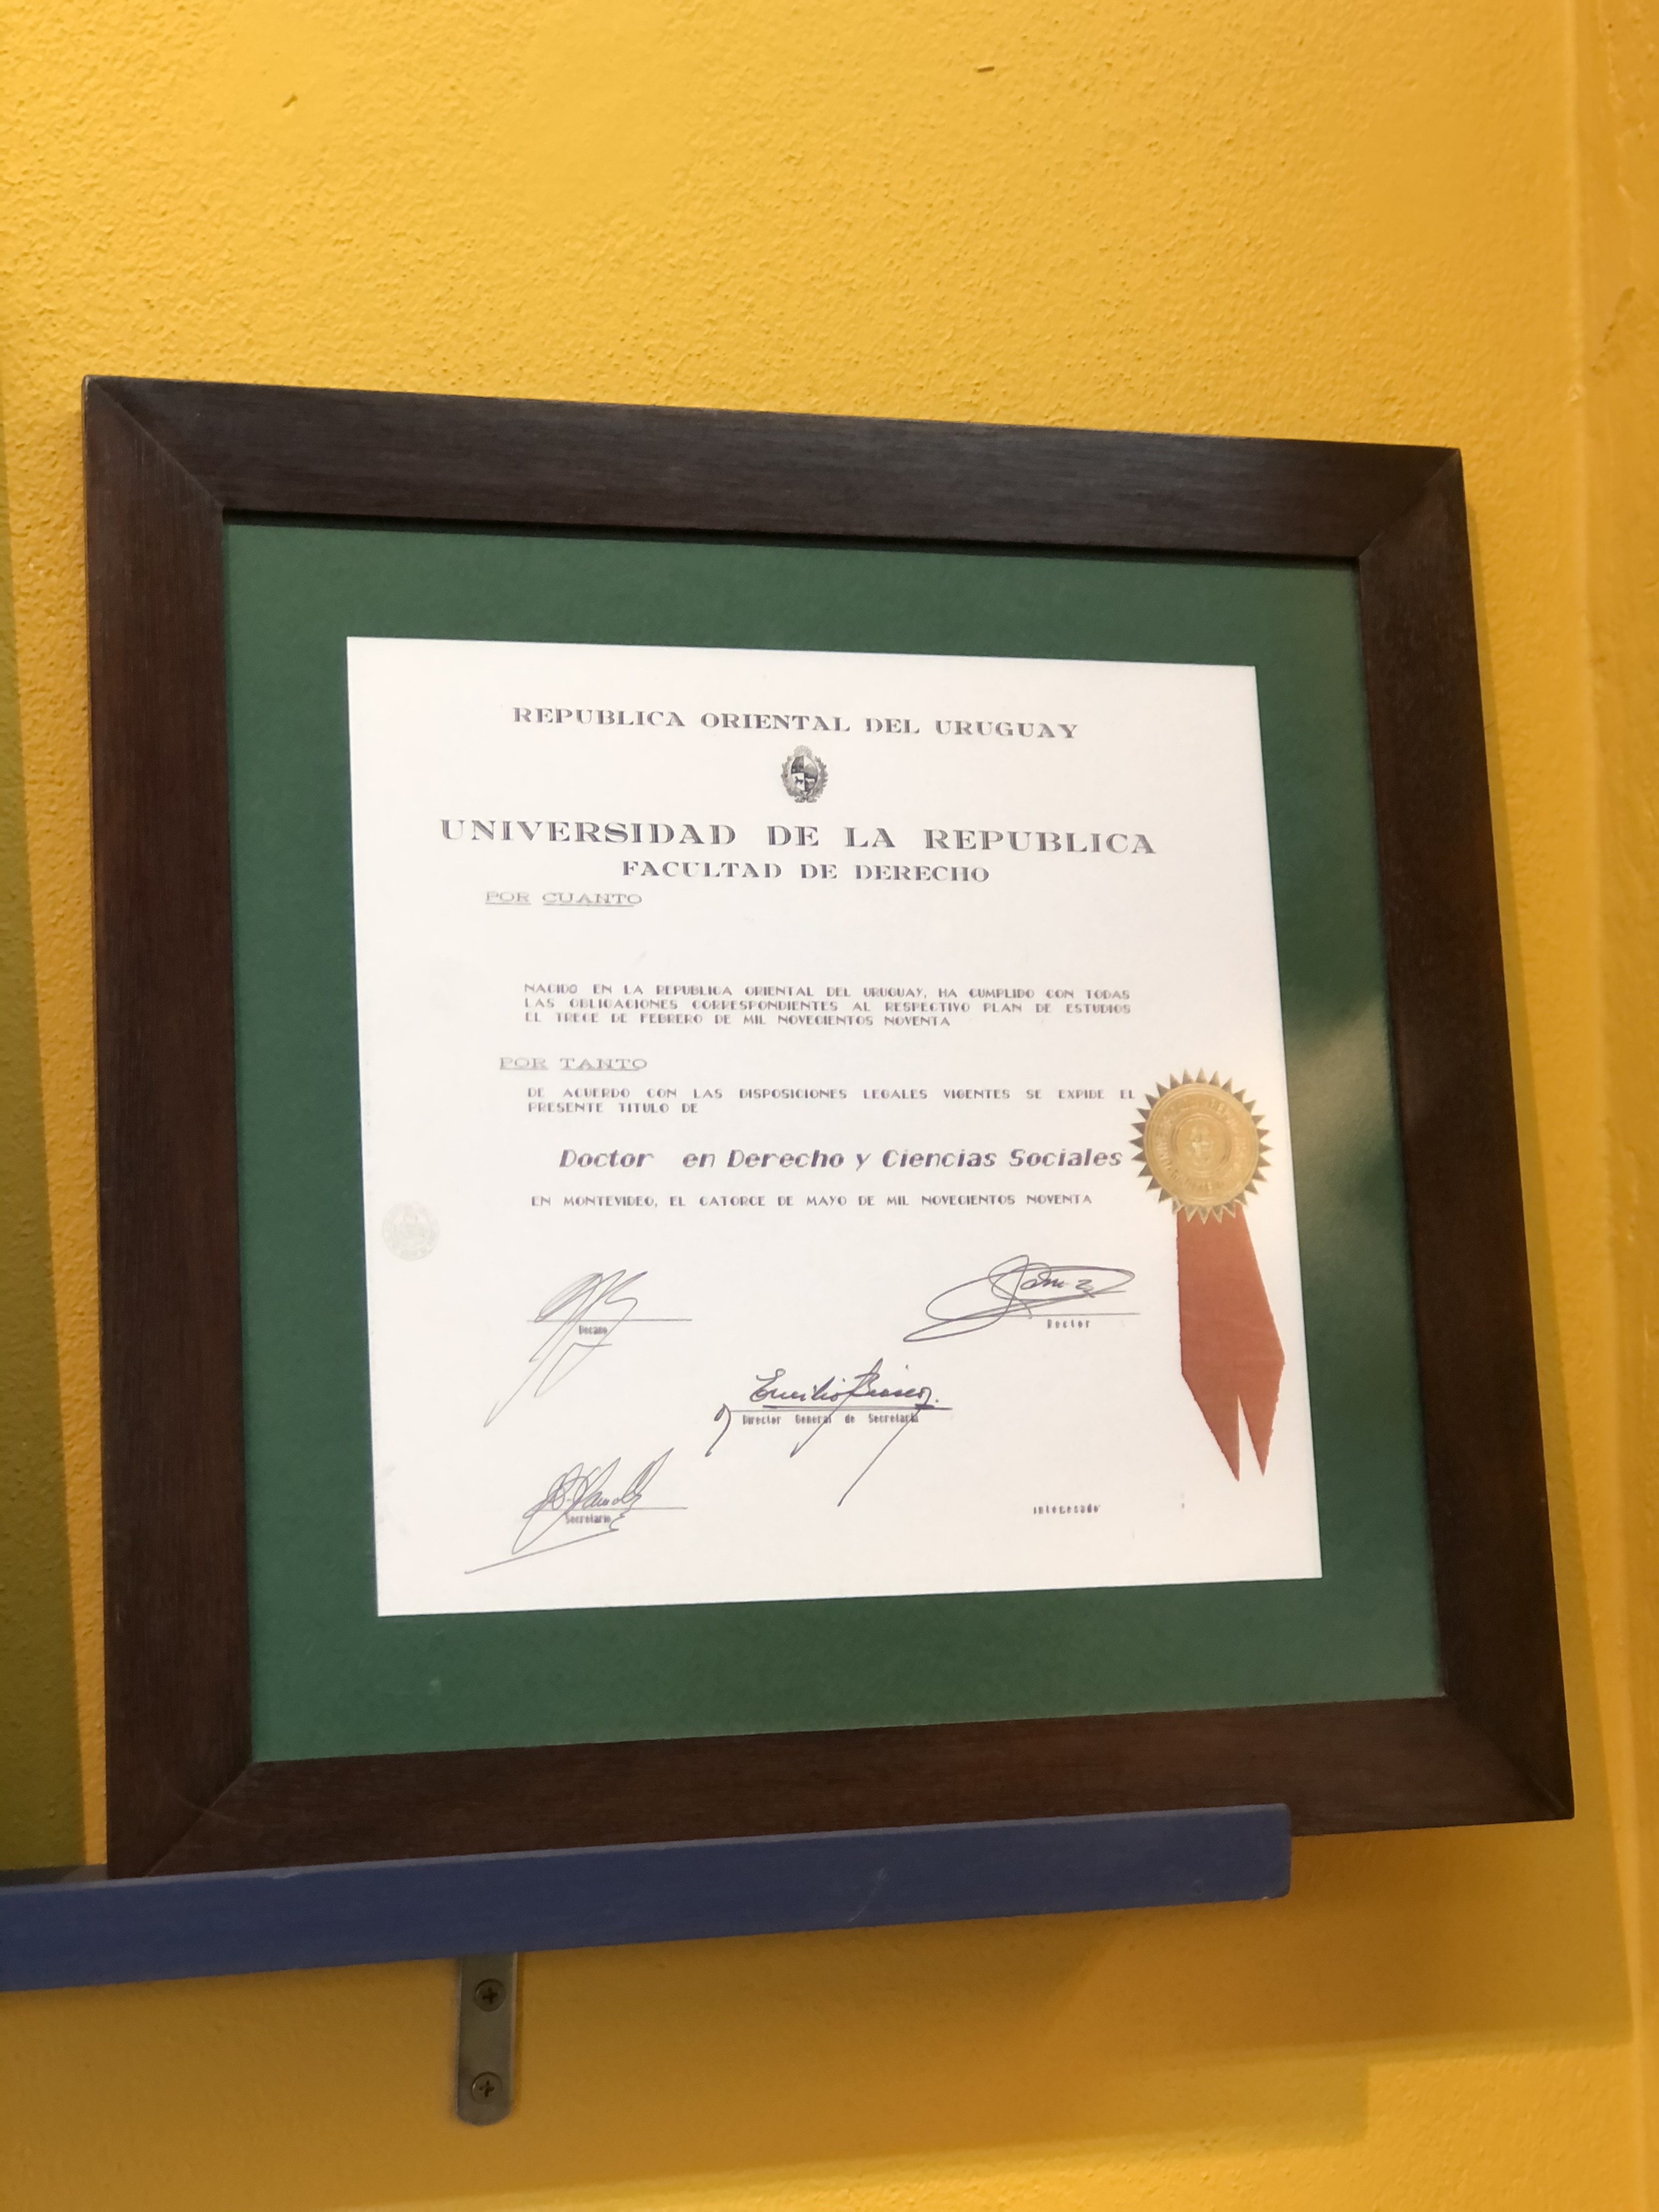 REPUBLICA ORIENTAL DEL URUGUAY
UNIVERSIDAD DE LA REPUBLICA
FACULTAD DE DERECHO
POR CUANTO
NACIDO EN LA REPUBLICA ORIENTAL DEL URUGUAY, HA CUMPLIDO CON TODAS
LAS OBLIGACIONES CORRESPONDIENTES AL RESPECTIVO PLAN DE ESTUDIOS
EL TRECE DE FEBRERO DE MIL NOVECIENTOS NOVENTA
POR TANTO
DE ACUERDO CON LAS DISPOSICIONES LEGALES VIGENTES SE EXPIDE EL
PRESENTE TITULO DE
Doctor en Derecho y Ciencias Sociales
EN MONTEVIDEO, EL CATORCE DE MAYO DE MIL NOVECIENTOS NOVENTA
Decano
Rector
Director General de Secretaría
Secretario
Interesado